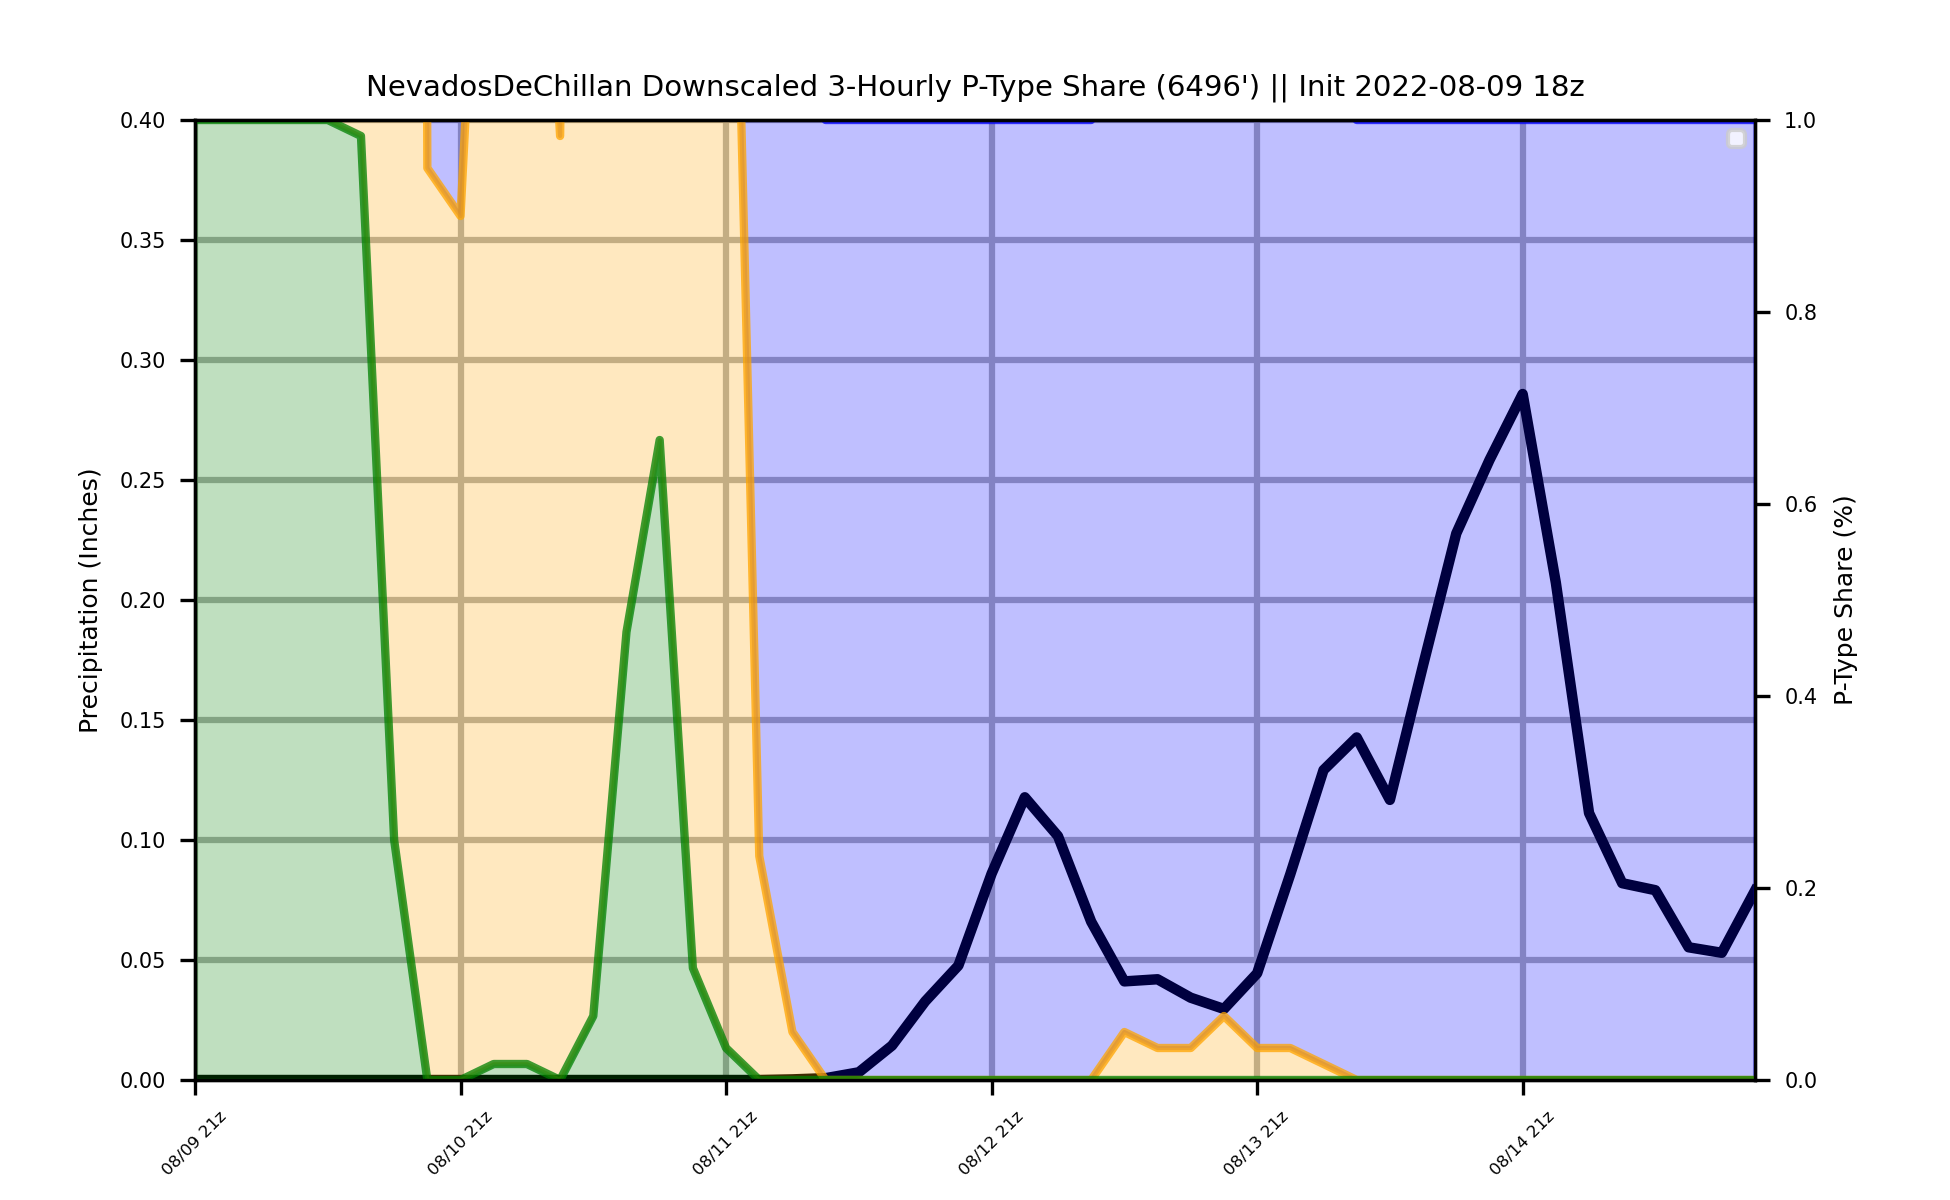 NevadosDeChillan Downscaled 3-Hourly P-Type Share (6496') || Init 2022-08-09 18z
0.40
0.35
0.30
0.25
0.20
0.15
0.10
0.05
0.00
Precipitation (Inches)
1.0
0.8
0.6
0.4
0.2
0.0
P-Type Share (%)
08/09 21z
08/10 21z
08/11 21z
08/12 21z
08/13 21z
08/14 21z